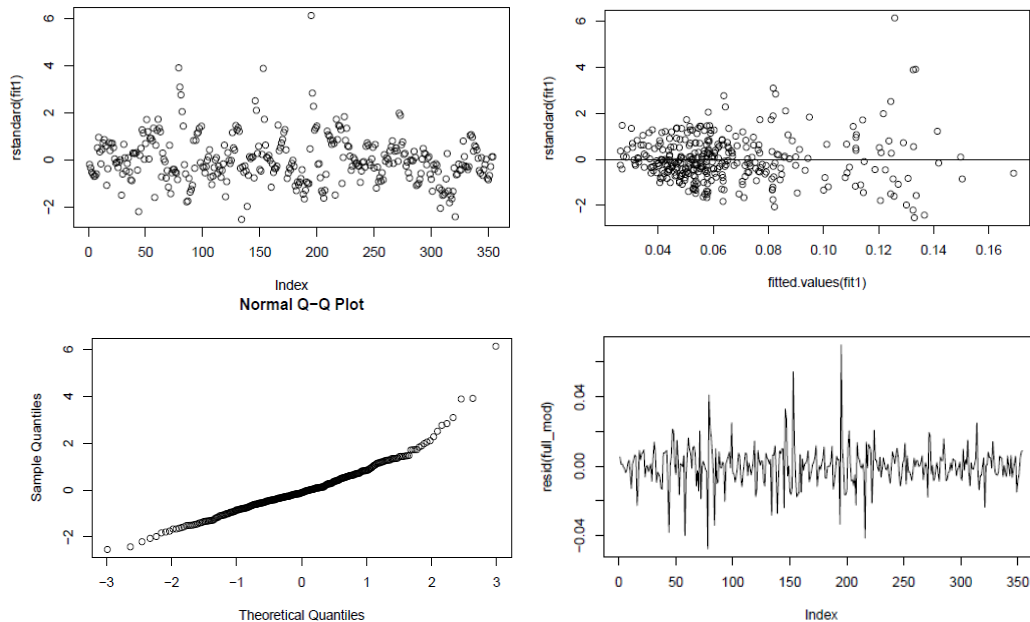 rstandard(fit1)
6
4
2
0
−2
0 50 100 150 200 250 300 350
Index
rstandard(fit1)
6
4
2
0
−2
0.04 0.06 0.08 0.10 0.12 0.14 0.16
fitted.values(fit1)
Normal Q−Q Plot
Sample Quantiles
6
4
2
0
−2
−3 −2 −1 0 1 2 3
Theoretical Quantiles
resid(full_mod)
0.04
0.00
−0.04
0 50 100 150 200 250 300 350
Index